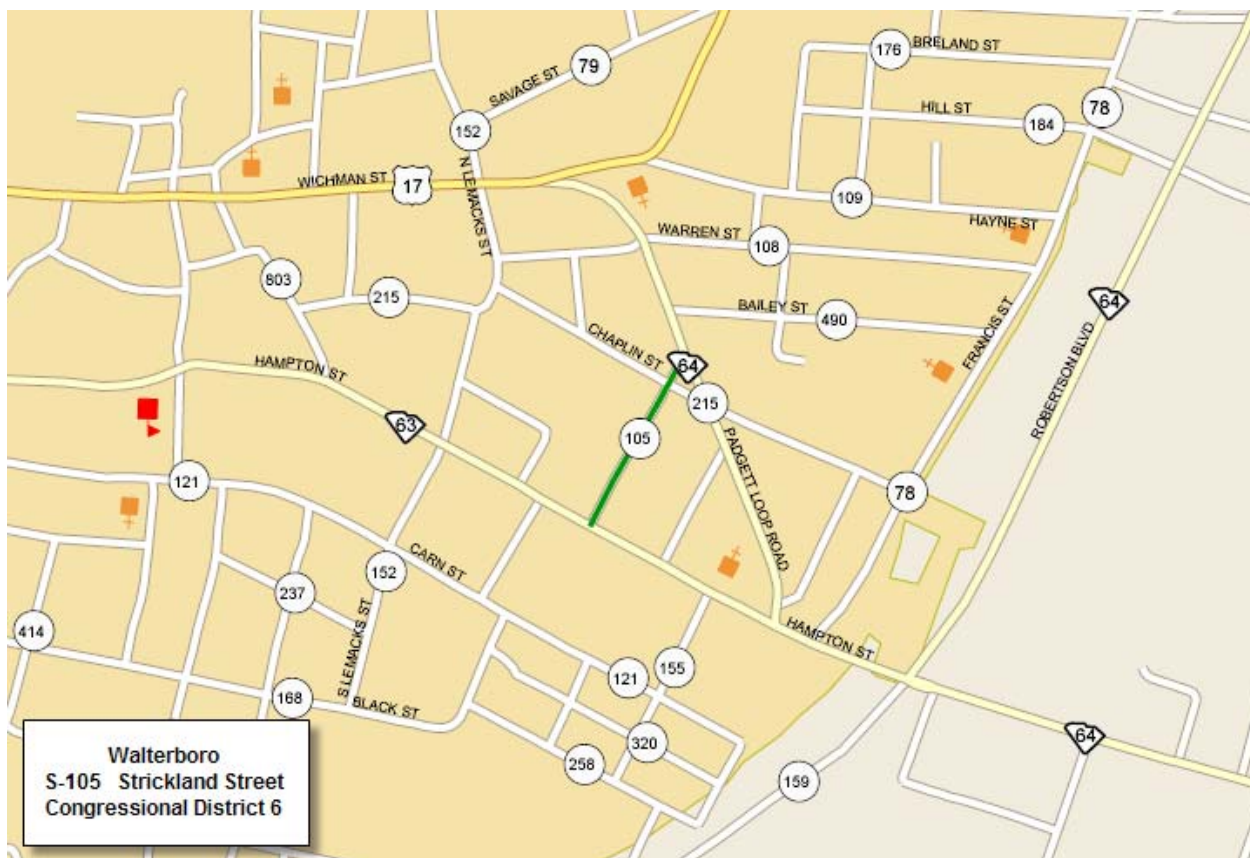 BRELAND ST
176
SAVAGE ST
79
HILL ST
184
78
152
N LEMACKS ST
WICHMAN ST
17
109
HAYNE ST
WARREN ST
108
803
215
BAILEY ST
490
64
ROBERTSON BLVD
FRANCIS ST
CHAPLIN ST
64
HAMPTON ST
215
63
105
PADGETT LOOP ROAD
121
78
CARN ST
152
237
S LEMACKS ST
414
HAMPTON ST
155
121
168
BLACK ST
320
64
258
159
Walterboro
S-105 Strickland Street
Congressional District 6